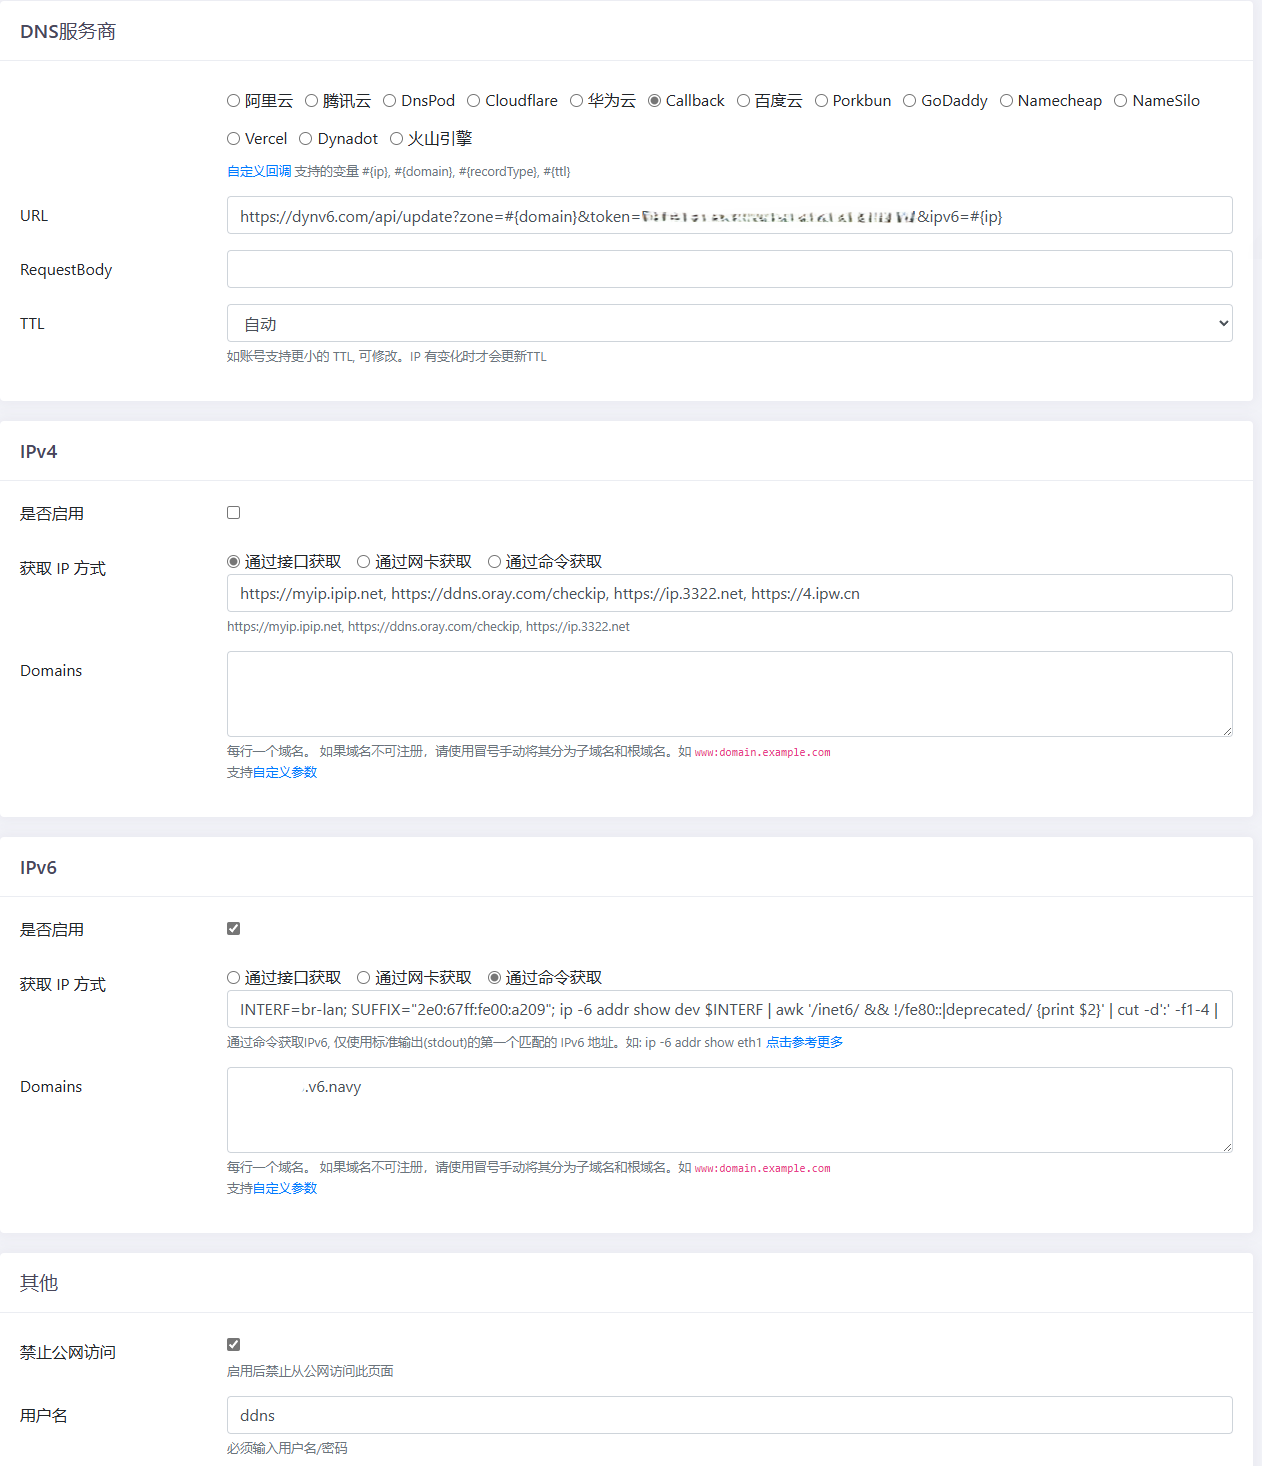 DNS服务商
阿里云 腾讯云 DnsPod Cloudflare 华为云 Callback 百度云 Porkbun GoDaddy Namecheap NameSilo
Vercel Dynadot 火山引擎
自定义回调 支持的变量 #{ip}, #{domain}, #{recordType}, #{ttl}
URL https://dynv6.com/api/update?zone=#{domain}&token= &ipv6=#{ip}
RequestBody
TTL 自动
如账号支持更小的 TTL, 可修改。IP 有变化时才会更新TTL
IPv4
是否启用
获取 IP 方式 通过接口获取 通过网卡获取 通过命令获取
https://myip.ipip.net, https://ddns.oray.com/checkip, https://ip.3322.net, https://4.ipw.cn
https://myip.ipip.net, https://ddns.oray.com/checkip, https://ip.3322.net
Domains
每行一个域名。 如果域名不可注册，请使用冒号手动将其分为子域名和根域名。如 www:domain.example.com
支持自定义参数
IPv6
是否启用
获取 IP 方式 通过接口获取 通过网卡获取 通过命令获取
INTERF=br-lan; SUFFIX="2e0:67ff:fe00:a209"; ip -6 addr show dev $INTERF | awk '/inet6/ && !/fe80::|deprecated/ {print $2}' | cut -d':' -f1-4 |
通过命令获取IPv6, 仅使用标准输出(stdout)的第一个匹配的 IPv6 地址。如: ip -6 addr show eth1 点击参考更多
Domains .v6.navy
每行一个域名。 如果域名不可注册，请使用冒号手动将其分为子域名和根域名。如 www:domain.example.com
支持自定义参数
其他
禁止公网访问
启用后禁止从公网访问此页面
用户名 ddns
必须输入用户名/密码